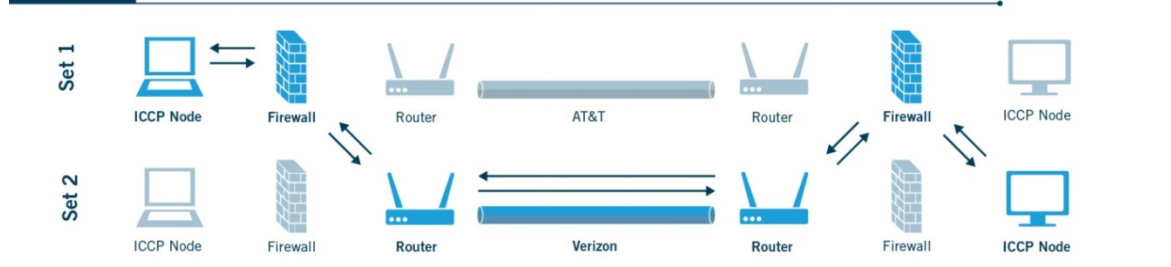 Set 1
ICCP Node Firewall Router AT&T Router Firewall ICCP Node
Set 2
ICCP Node Firewall Router Verizon Router Firewall ICCP Node